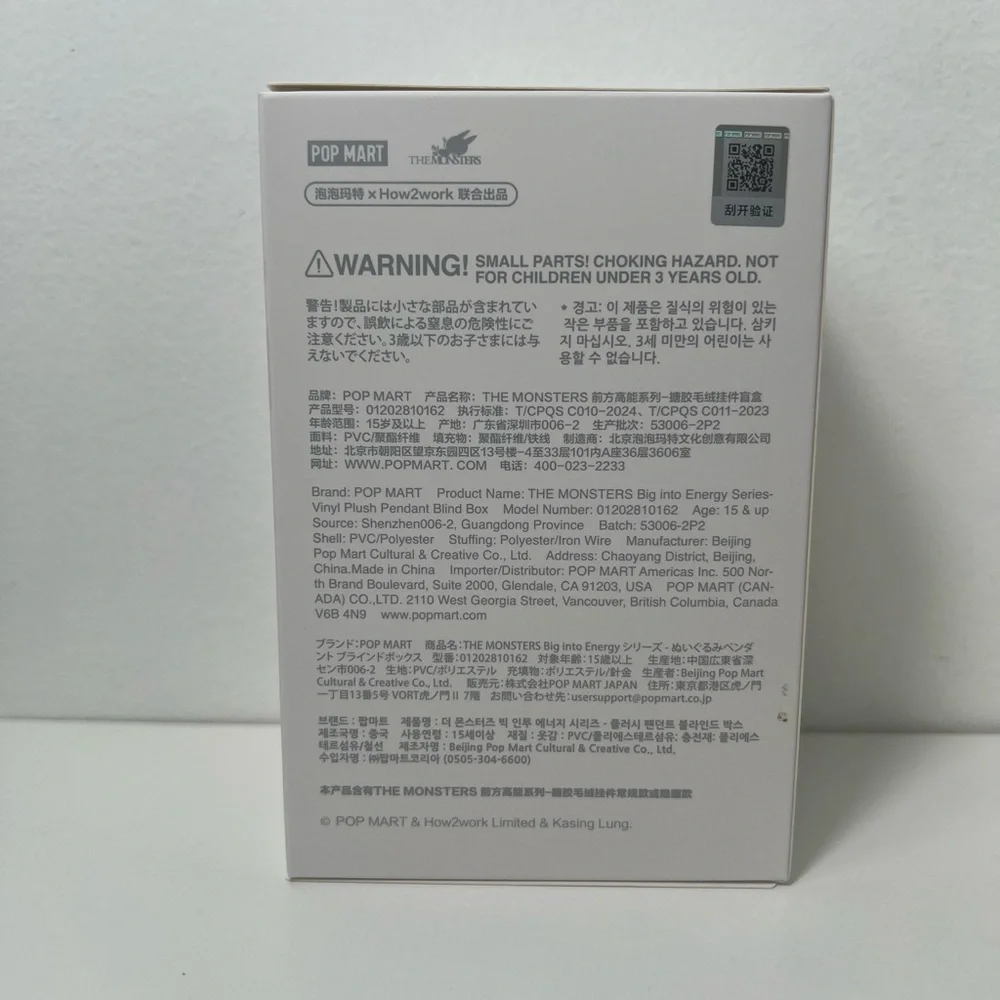 POP MART THE MONSTERS
泡泡玛特 × How2work 联合出品
刮开验证
WARNING! SMALL PARTS! CHOKING HAZARD. NOT
FOR CHILDREN UNDER 3 YEARS OLD.
警告!製品には小さな部品が含まれてい
ますので、誤飲による窒息の危険性にご
注意ください。3歳以下のお子さまには与
えないでください。
* 경고: 이 제품은 질식의 위험이 있는
작은 부품을 포함하고 있습니다. 삼키
지 마십시오. 3세 미만의 어린이는 사
용할 수 없습니다.
品牌: POP MART 产品名称: THE MONSTERS 前方高能系列-搪胶毛绒挂件盲盒
产品型号: 01202810162 执行标准: T/CPQS C010-2024、T/CPQS C011-2023
年龄范围: 15岁及以上 产地: 广东省深圳市006-2 生产批次: 53006-2P2
面料: PVC/聚酯纤维 填充物: 聚酯纤维/铁线 制造商: 北京泡泡玛特文化创意有限公司
地址: 北京市朝阳区望京东园四区13号楼-4至33层101内A座36层3606室
网址: WWW.POPMART. COM 电话: 400-023-2233
Brand: POP MART Product Name: THE MONSTERS Big into Energy Series-
Vinyl Plush Pendant Blind Box Model Number: 01202810162 Age: 15 & up
Source: Shenzhen006-2, Guangdong Province Batch: 53006-2P2
Shell: PVC/Polyester Stuffing: Polyester/Iron Wire Manufacturer: Beijing
Pop Mart Cultural & Creative Co., Ltd. Address: Chaoyang District, Beijing,
China.Made in China Importer/Distributor: POP MART Americas Inc. 500 Nor-
th Brand Boulevard, Suite 2000, Glendale, CA 91203, USA POP MART (CAN-
ADA) CO.,LTD. 2110 West Georgia Street, Vancouver, British Columbia, Canada
V6B 4N9 www.popmart.com
ブランド:POP MART 商品名:THE MONSTERS Big into Energy シリーズ - ぬいぐるみペンダ
ント ブラインドボックス 型番:01202810162 対象年齢:15歳以上 生産地:中国広東省深
セン市006-2 生地:PVC/ポリエステル 充填物:ポリエステル/針金 生産者:Beijing Pop Mart
Cultural & Creative Co., Ltd. 販売元:株式会社POP MART JAPAN 住所:東京都港区虎ノ門
一丁目13番5号 VORT虎ノ門Ⅱ 7階 お問い合わせ先:usersupport@popmart.co.jp
브랜드 : 팝마트 제품명 : 더 몬스터즈 빅 인투 에너지 시리즈 - 플러시 팬던트 블라인드 박스
제조국명 : 중국 사용연령 : 15세이상 재질 : 옷감 : PVC/폴리에스테르섬유: 충전재: 폴리에스
테르섬유/철선 제조자명 : Beijing Pop Mart Cultural & Creative Co., Ltd.
수입자명 : ㈜팝마트코리아 (0505-304-6600)
本产品含有THE MONSTERS 前方高能系列-搪胶毛绒挂件常规款或隐藏款
© POP MART & How2work Limited & Kasing Lung.